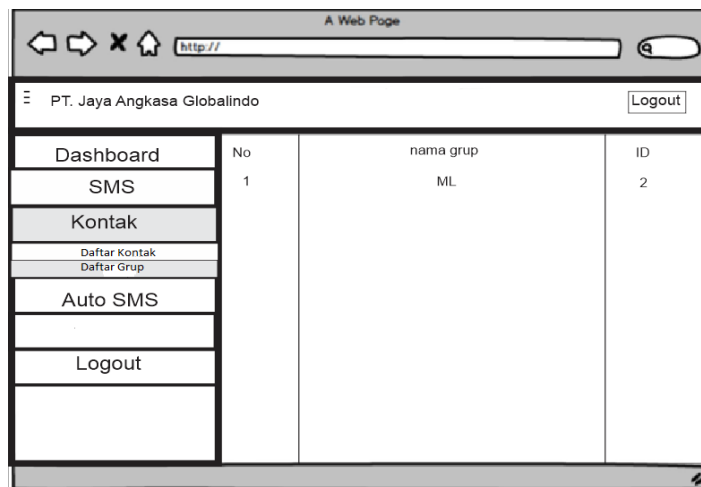 A Web Page
http://
PT. Jaya Angkasa Globalindo
Logout
Dashboard
SMS
Kontak
Daftar Kontak
Daftar Grup
Auto SMS
Logout
No nama grup ID
1 ML 2